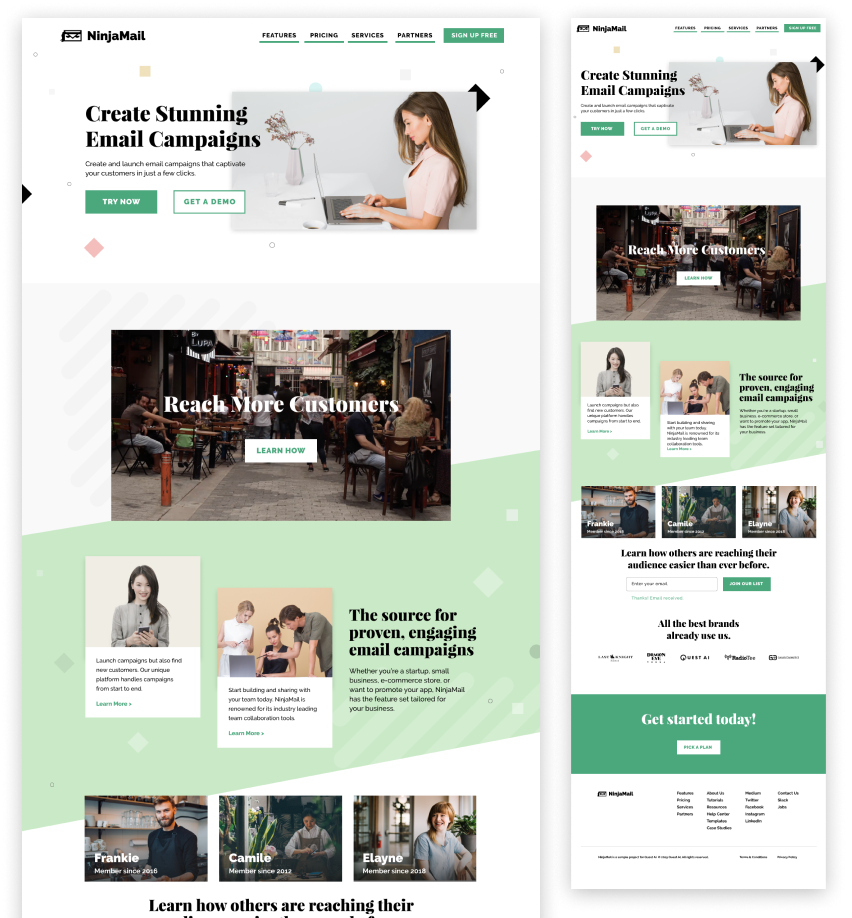 NinjaMail
FEATURES PRICING SERVICES PARTNERS SIGN UP FREE
Create Stunning
Email Campaigns
Create and launch email campaigns that captivate
your customers in just a few clicks.
TRY NOW GET A DEMO
LUPA
Reach More Customers
LEARN HOW
Launch campaigns but also find
new customers. Our unique
platform handles campaigns
from start to end.
Learn More >
Start building and sharing with
your team today. NinjaMail is
renowned for its industry leading
team collaboration tools.
Learn More >
The source for
proven, engaging
email campaigns
Whether you're a startup, small
business, e-commerce store, or
want to promote your app, NinjaMail
has the feature set tailored for
your business.
Frankie
Member since 2016
Camile
Member since 2012
Elayne
Member since 2018
Learn how others are reaching their
NinjaMail
FEATURES PRICING SERVICES PARTNERS SIGN UP FREE
Create Stunning
Email Campaigns
Create and launch email campaigns that captivate
your customers in just a few clicks.
TRY NOW GET A DEMO
LUPA
Reach More Customers
LEARN HOW
Launch campaigns but also
find new customers. Our
unique platform handles
campaigns from start to end.
Learn More >
Start building and sharing
with your team today.
NinjaMail is renowned for its
industry leading team
collaboration tools.
Learn More >
The source for
proven, engaging
email campaigns
Whether you're a startup, small
business, e-commerce store, or
want to promote your app, NinjaMail
has the feature set tailored for
your business.
Frankie
Member since 2016
Camile
Member since 2012
Elayne
Member since 2018
Learn how others are reaching their
audience easier than ever before.
Enter your email JOIN OUR LIST
Thanks! Email received.
All the best brands
already use us.
LAST KNIGHT
DEMON
EYE
QUEST AI
RadioTee
Get started today!
PICK A PLAN
NinjaMail
Features
Pricing
Services
Partners
About Us
Tutorials
Resources
Help Center
Templates
Case Studies
Medium
Twitter
Facebook
Instagram
LinkedIn
Contact Us
Slack
Jobs
Terms & Conditions Privacy Policy